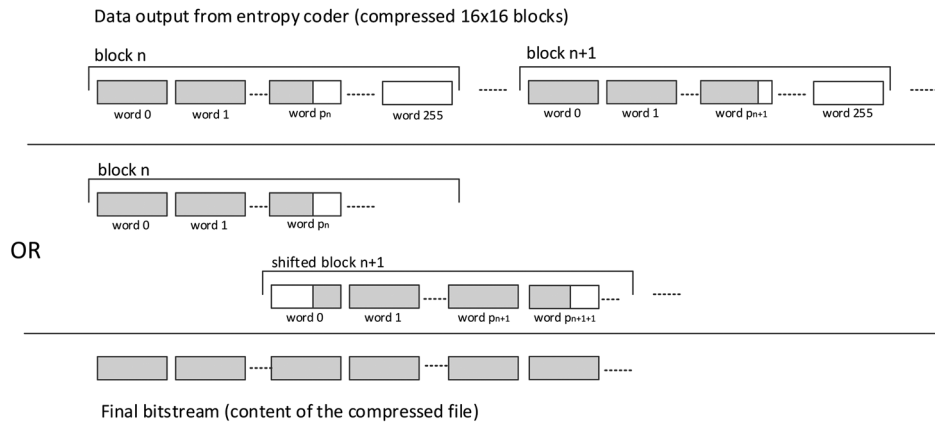 Data output from entropy coder (compressed 16x16 blocks)
block n
block n+1
word 0 word 1 word pn word 255 word 0 word 1 word pn+1 word 255
block n
word 0 word 1 word pn
OR
shifted block n+1
word 0 word 1 word pn+1 word pn+1+1
Final bitstream (content of the compressed file)